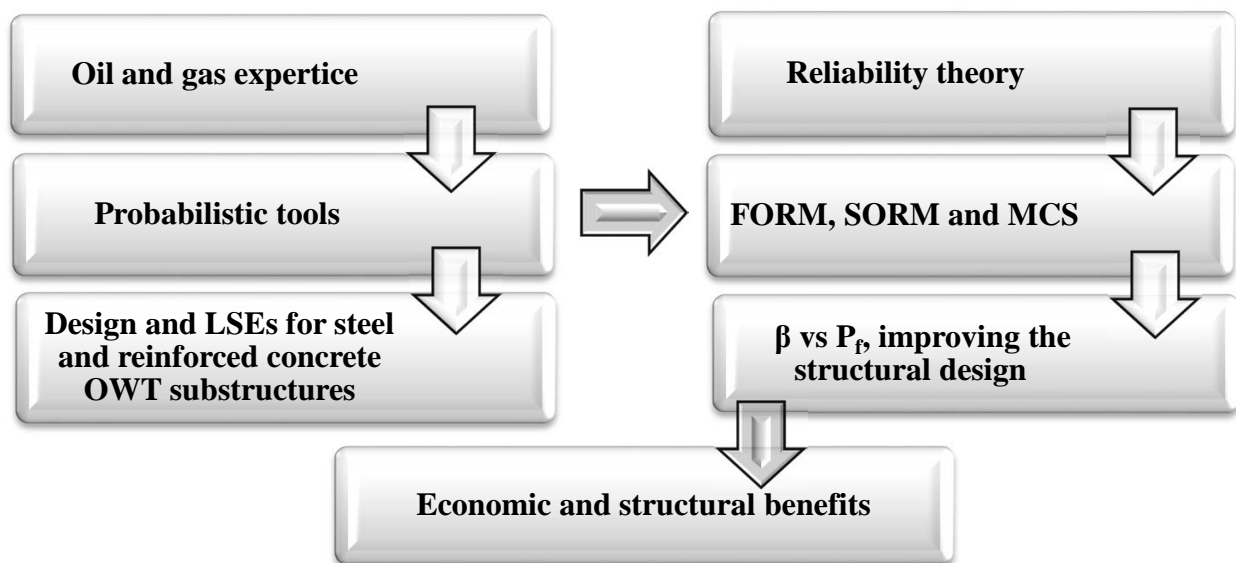 Oil and gas expertice
Probabilistic tools
Design and LSEs for steel
and reinforced concrete
OWT substructures
Reliability theory
FORM, SORM and MCS
β vs Pf, improving the
structural design
Economic and structural benefits